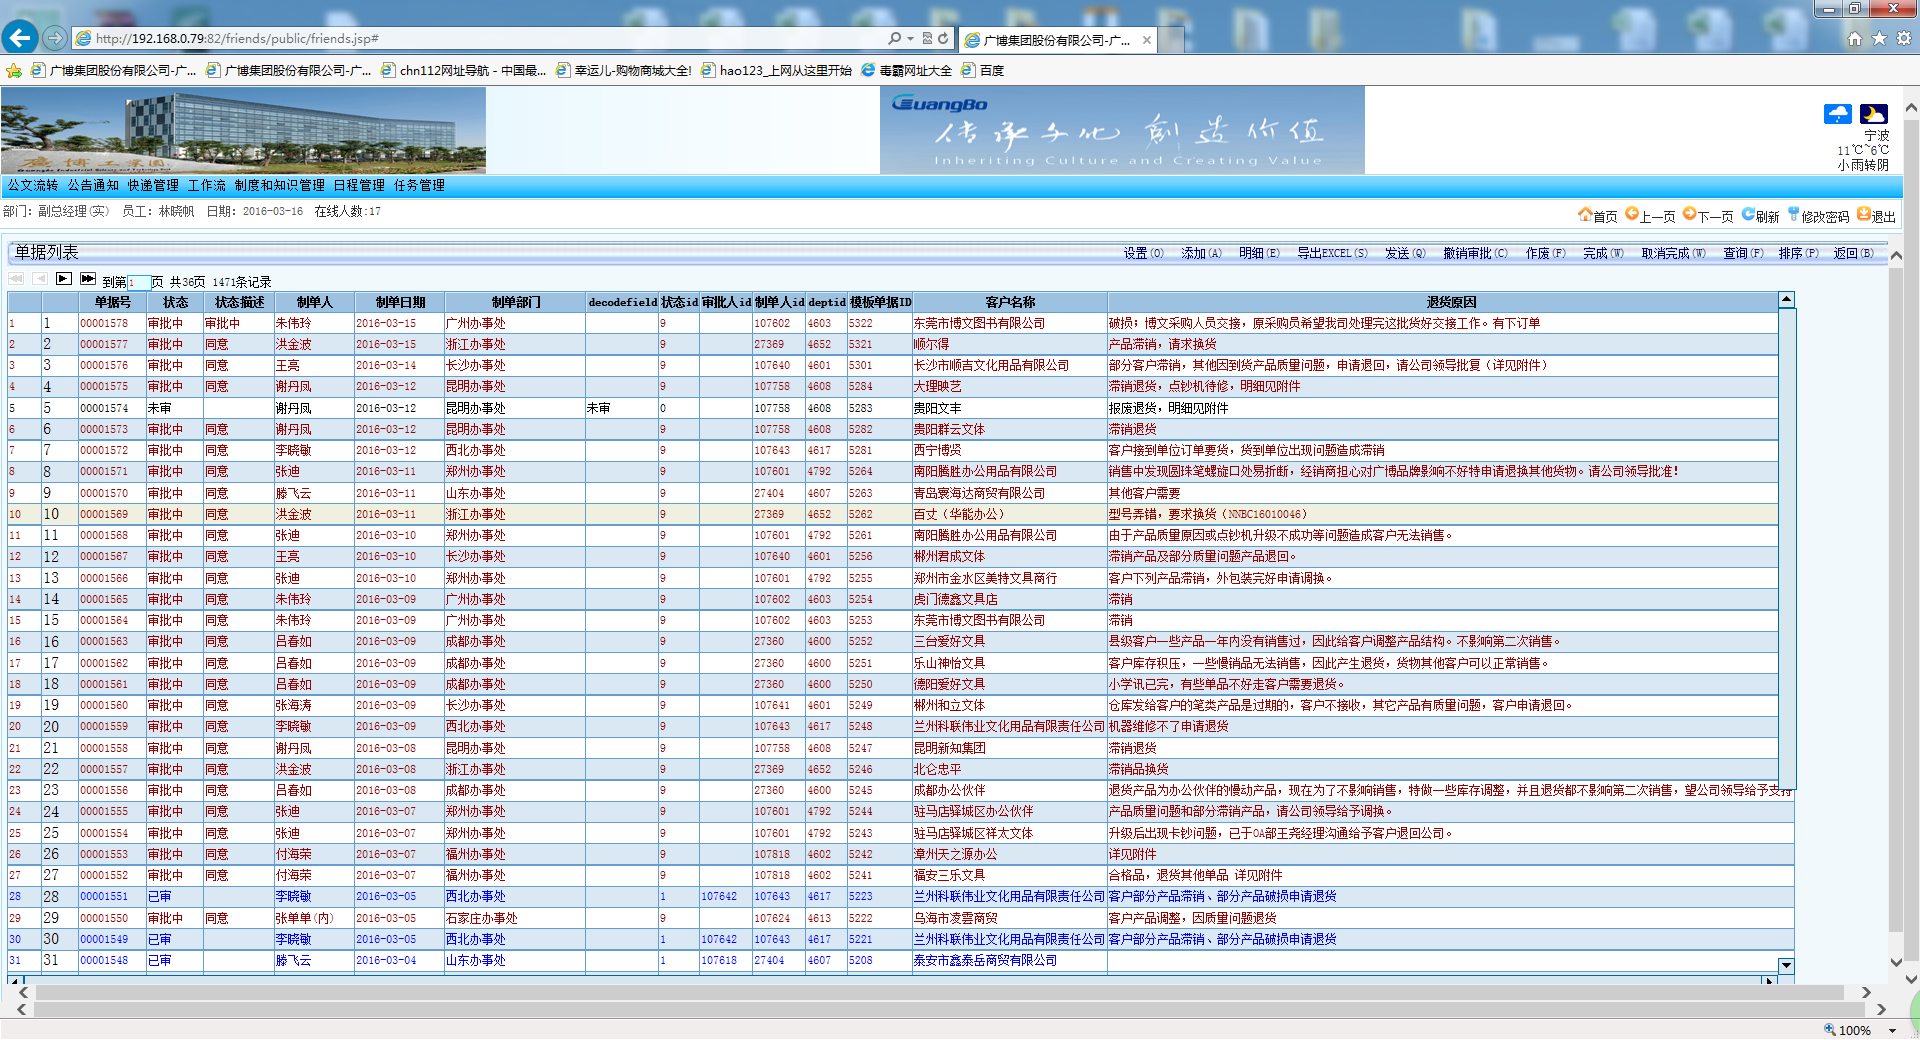 http://192.168.0.79:82/friends/public/friends.jsp#
广博集团股份有限公司-广...
广博集团股份有限公司-广... 广博集团股份有限公司-广... chn112网址导航 - 中国最... 幸运儿-购物商城大全! hao123_上网从这里开始 毒霸网址大全 百度
GuangBo
传承文化 创造价值
Inheriting Culture and Creating Value
宁波
11℃~6℃
小雨转阴
公文流转 公告通知 快递管理 工作流 制度和知识管理 日程管理 任务管理
部门: 副总经理(实) 员工: 林晓帆 日期: 2016-03-16 在线人数:17
首页 上一页 下一页 刷新 修改密码 退出
单据列表
设置(O) 添加(A) 明细(E) 导出EXCEL(S) 发送(Q) 撤销审批(C) 作废(F) 完成(W) 取消完成(W) 查询(F) 排序(P) 返回(B)
到第1页 共36页 1471条记录
单据号 状态 状态描述 制单人 制单日期 制单部门 decodefield 状态id 审批人id 制单人id deptid 模板单据ID 客户名称 退货原因
1 1 00001578 审批中 审批中 朱伟玲 2016-03-15 广州办事处 9 107602 4603 5322 东莞市博文图书有限公司 破损；博文采购人员交接，原采购员希望我司处理完这批货好交接工作。有下订单
2 2 00001577 审批中 同意 洪金波 2016-03-15 浙江办事处 9 27369 4652 5321 顺尔得 产品滞销，请求换货
3 3 00001576 审批中 同意 王亮 2016-03-14 长沙办事处 9 107640 4601 5301 长沙市顺吉文化用品有限公司 部分客户滞销，其他因到货产品质量问题，申请退回，请公司领导批复（详见附件）
4 4 00001575 审批中 同意 谢丹凤 2016-03-12 昆明办事处 9 107758 4608 5284 大理映艺 滞销退货，点钞机待修，明细见附件
5 5 00001574 未审 谢丹凤 2016-03-12 昆明办事处 未审 0 107758 4608 5283 贵阳文丰 报废退货，明细见附件
6 6 00001573 审批中 同意 谢丹凤 2016-03-12 昆明办事处 9 107758 4608 5282 贵阳群云文体 滞销退货
7 7 00001572 审批中 同意 李晓敏 2016-03-12 西北办事处 9 107643 4617 5281 西宁博贤 客户接到单位订单要货，货到单位出现问题造成滞销
8 8 00001571 审批中 同意 张迪 2016-03-11 郑州办事处 9 107601 4792 5264 南阳腾胜办公用品有限公司 销售中发现圆珠笔螺旋口处易折断，经销商担心对广博品牌影响不好特申请退换其他货物。请公司领导批准！
9 9 00001570 审批中 同意 滕飞云 2016-03-11 山东办事处 9 27404 4607 5263 青岛寰海达商贸有限公司 其他客户需要
10 10 00001569 审批中 同意 洪金波 2016-03-11 浙江办事处 9 27369 4652 5262 百丈（华能办公） 型号弄错，要求换货（NNBC16010046）
11 11 00001568 审批中 同意 张迪 2016-03-10 郑州办事处 9 107601 4792 5261 南阳腾胜办公用品有限公司 由于产品质量原因或点钞机升级不成功等问题造成客户无法销售。
12 12 00001567 审批中 同意 王亮 2016-03-10 长沙办事处 9 107640 4601 5256 郴州君成文体 滞销产品及部分质量问题产品退回。
13 13 00001566 审批中 同意 张迪 2016-03-10 郑州办事处 9 107601 4792 5255 郑州市金水区美特文具商行 客户下列产品滞销，外包装完好申请调换。
14 14 00001565 审批中 同意 朱伟玲 2016-03-09 广州办事处 9 107602 4603 5254 虎门德鑫文具店 滞销
15 15 00001564 审批中 同意 朱伟玲 2016-03-09 广州办事处 9 107602 4603 5253 东莞市博文图书有限公司 滞销
16 16 00001563 审批中 同意 吕春如 2016-03-09 成都办事处 9 27360 4600 5252 三台爱好文具 县级客户一些产品一年内没有销售过，因此给客户调整产品结构。不影响第二次销售。
17 17 00001562 审批中 同意 吕春如 2016-03-09 成都办事处 9 27360 4600 5251 乐山神怡文具 客户库存积压，一些慢销品无法销售，因此产生退货，货物其他客户可以正常销售。
18 18 00001561 审批中 同意 吕春如 2016-03-09 成都办事处 9 27360 4600 5250 德阳爱好文具 小学讯已完，有些单品不好走客户需要退货。
19 19 00001560 审批中 同意 张海涛 2016-03-09 长沙办事处 9 107641 4601 5249 郴州和立文体 仓库发给客户的笔类产品是过期的，客户不接收，其它产品有质量问题，客户申请退回。
20 20 00001559 审批中 同意 李晓敏 2016-03-09 西北办事处 9 107643 4617 5248 兰州科联伟业文化用品有限责任公司 机器维修不了申请退货
21 21 00001558 审批中 同意 谢丹凤 2016-03-08 昆明办事处 9 107758 4608 5247 昆明新知集团 滞销退货
22 22 00001557 审批中 同意 洪金波 2016-03-08 浙江办事处 9 27369 4652 5246 北仑忠平 滞销品换货
23 23 00001556 审批中 同意 吕春如 2016-03-08 成都办事处 9 27360 4600 5245 成都办公伙伴 退货产品为办公伙伴的慢动产品，现在为了不影响销售，特做一些库存调整，并且退货都不影响第二次销售，望公司领导给予支持
24 24 00001555 审批中 同意 张迪 2016-03-07 郑州办事处 9 107601 4792 5244 驻马店驿城区办公伙伴 产品质量问题和部分滞销产品，请公司领导给予调换。
25 25 00001554 审批中 同意 张迪 2016-03-07 郑州办事处 9 107601 4792 5243 驻马店驿城区祥太文体 升级后出现卡钞问题，已于OA部王尧经理沟通给予客户退回公司。
26 26 00001553 审批中 同意 付海荣 2016-03-07 福州办事处 9 107818 4602 5242 漳州天之源办公 详见附件
27 27 00001552 审批中 同意 付海荣 2016-03-07 福州办事处 9 107818 4602 5241 福安三乐文具 合格品，退货其他单品 详见附件
28 28 00001551 已审 李晓敏 2016-03-05 西北办事处 1 107642 107643 4617 5223 兰州科联伟业文化用品有限责任公司 客户部分产品滞销、部分产品破损申请退货
29 29 00001550 审批中 同意 张单单(内) 2016-03-05 石家庄办事处 9 107624 4613 5222 乌海市凌雲商贸 客户产品调整，因质量问题退货
30 30 00001549 已审 李晓敏 2016-03-05 西北办事处 1 107642 107643 4617 5221 兰州科联伟业文化用品有限责任公司 客户部分产品滞销、部分产品破损申请退货
31 31 00001548 已审 滕飞云 2016-03-04 山东办事处 1 107618 27404 4607 5208 泰安市鑫泰岳商贸有限公司
100%